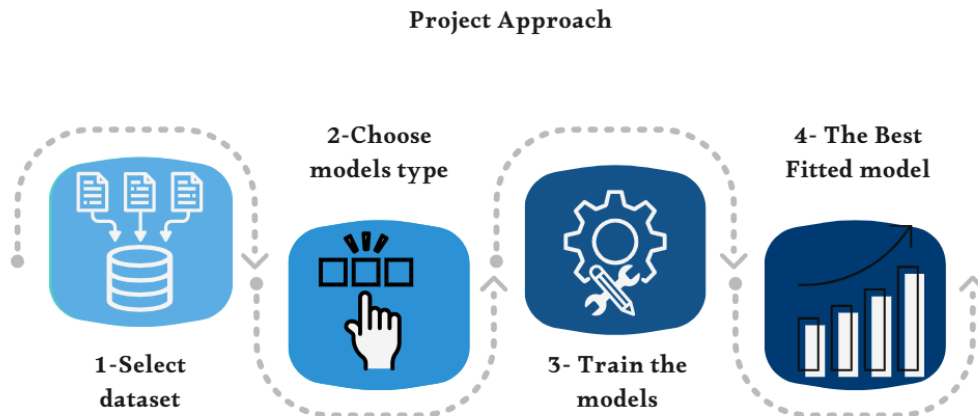 Project Approach
1-Select
dataset
2-Choose
models type
3- Train the
models
4- The Best
Fitted model